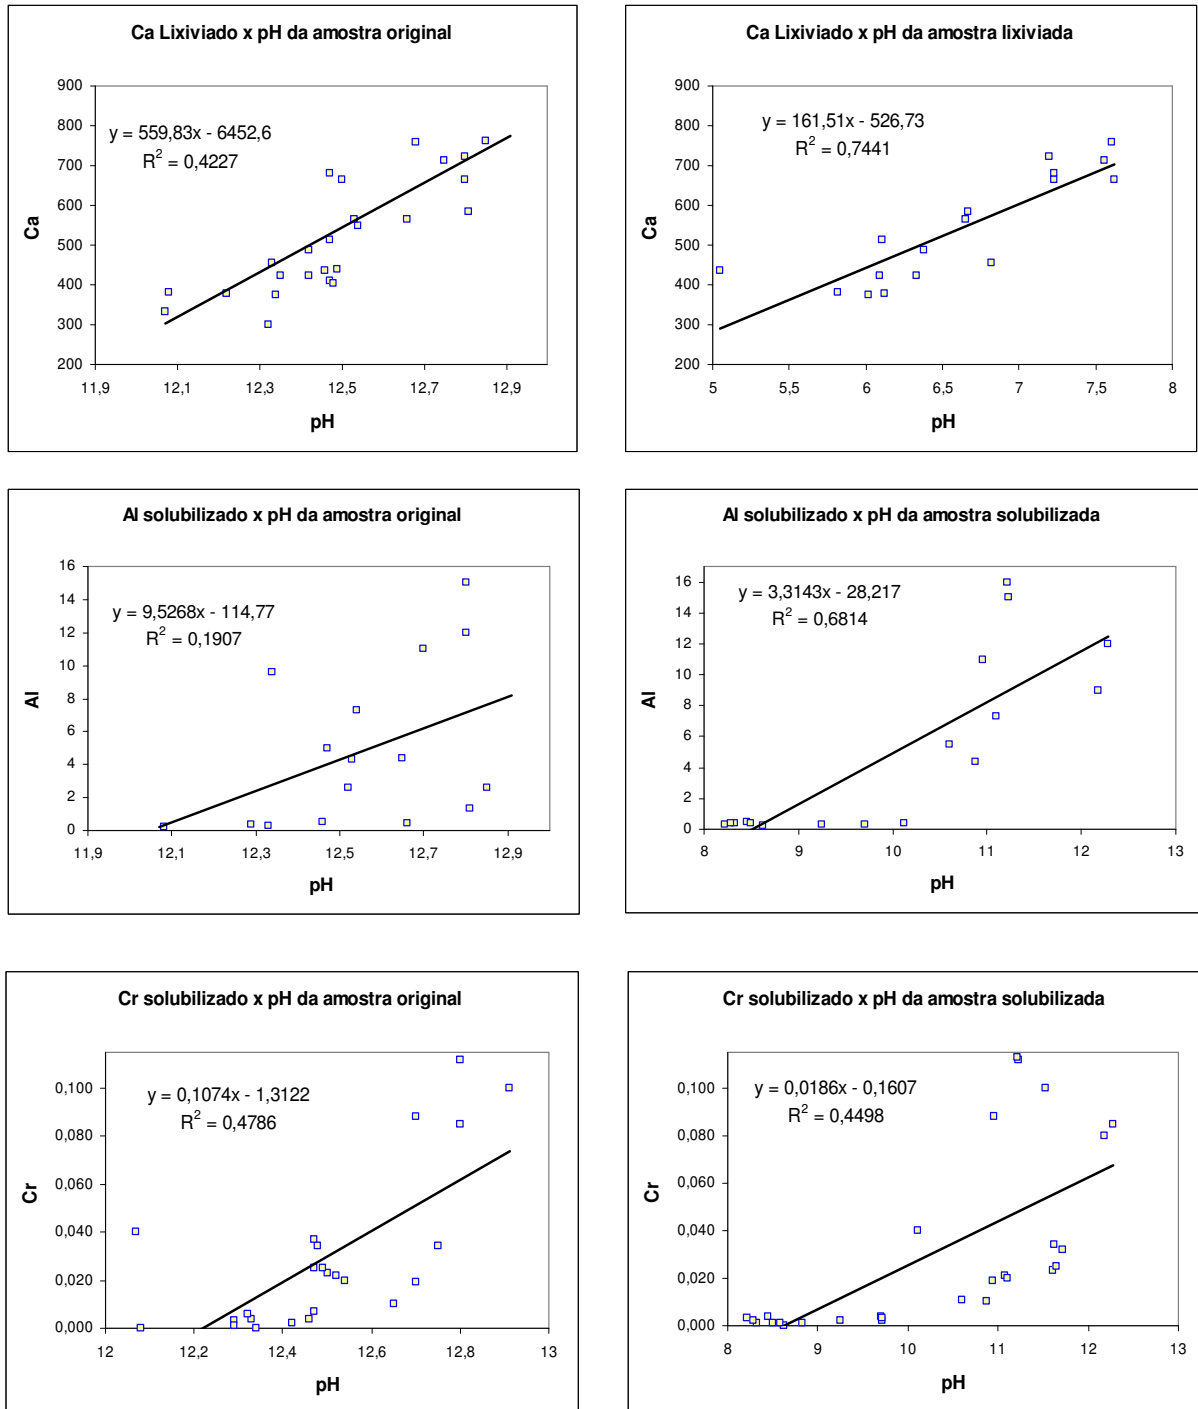 Ca Lixiviado x pH da amostra original
900
800
700
600
500
400
300
200
11,9 12,1 12,3 12,5 12,7 12,9
Ca
pH
y = 559,83x - 6452,6
R² = 0,4227
Ca Lixiviado x pH da amostra lixiviada
900
800
700
600
500
400
300
200
5 5,5 6 6,5 7 7,5 8
Ca
pH
y = 161,51x - 526,73
R² = 0,7441
Al solubilizado x pH da amostra original
16
14
12
10
8
6
4
2
0
11,9 12,1 12,3 12,5 12,7 12,9
Al
pH
y = 9,5268x - 114,77
R² = 0,1907
Al solubilizado x pH da amostra solubilizada
16
14
12
10
8
6
4
2
0
8 9 10 11 12 13
Al
pH
y = 3,3143x - 28,217
R² = 0,6814
Cr solubilizado x pH da amostra original
0,100
0,080
0,060
0,040
0,020
0,000
12 12,2 12,4 12,6 12,8 13
Cr
pH
y = 0,1074x - 1,3122
R² = 0,4786
Cr solubilizado x pH da amostra solubilizada
0,100
0,080
0,060
0,040
0,020
0,000
8 9 10 11 12 13
Cr
pH
y = 0,0186x - 0,1607
R² = 0,4498